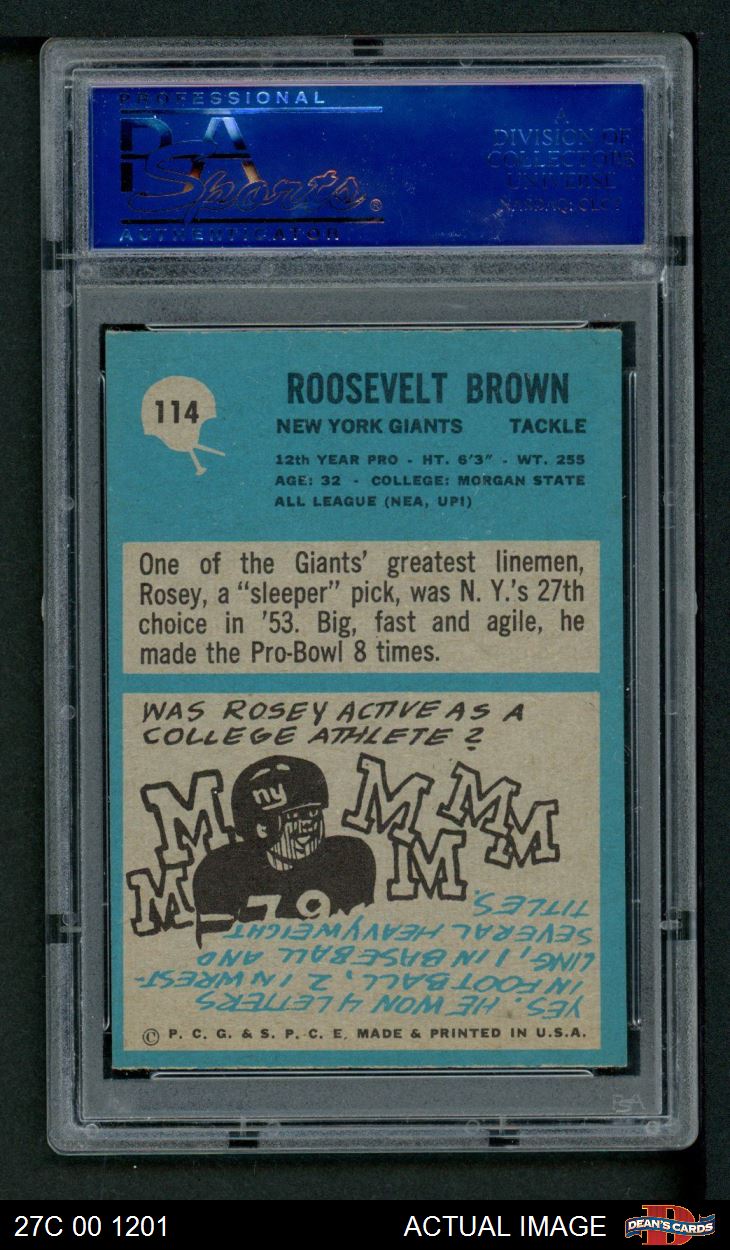 PROFESSIONAL
PSA
Sports®
AUTHENTICATOR
A
DIVISION OF
COLLECTORS
UNIVERSE
NASDAQ: CLCT
114
ROOSEVELT BROWN
NEW YORK GIANTS TACKLE
12th YEAR PRO - HT. 6'3" - WT. 255
AGE: 32 - COLLEGE: MORGAN STATE
ALL LEAGUE (NEA, UPI)
One of the Giants' greatest linemen,
Rosey, a "sleeper" pick, was N. Y.'s 27th
choice in '53. Big, fast and agile, he
made the Pro-Bowl 8 times.
WAS ROSEY ACTIVE AS A
COLLEGE ATHLETE?
M M M M M M
ny
79
YES. HE WON 4 LETTERS
IN FOOTBALL, 2 IN WREST-
LING, 1 IN BASEBALL AND
SEVERAL HEAVYWEIGHT
TITLES.
© P. C. G. & S. P. C. E. MADE & PRINTED IN U.S.A.
PSA
27C 00 1201 ACTUAL IMAGE DEAN'S CARDS